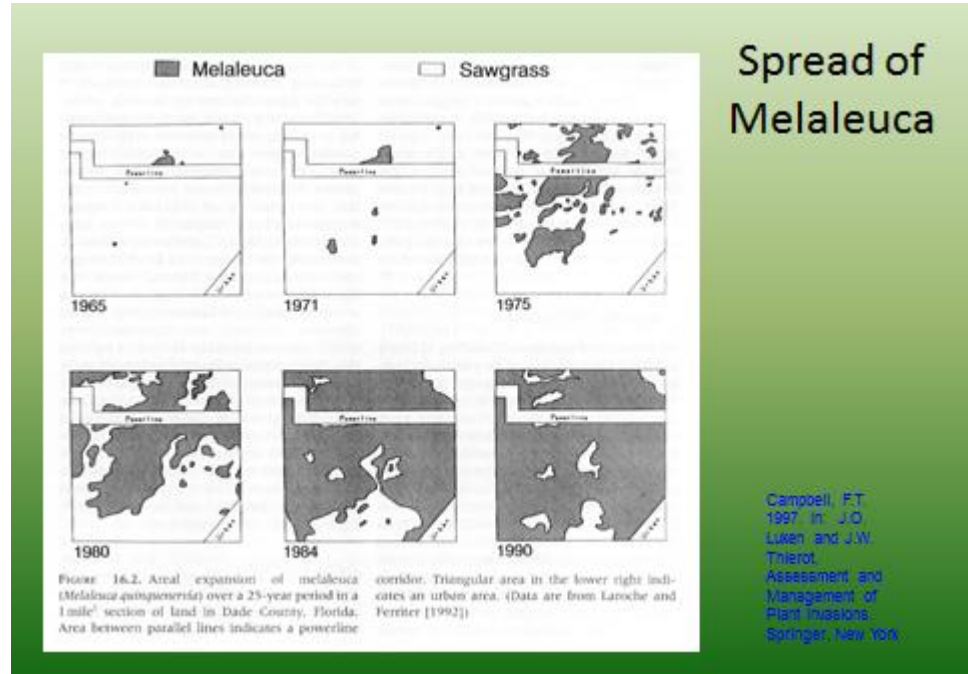 Spread of
Melaleuca
Melaleuca
Sawgrass
Powerline
Urban
1965
Powerline
Urban
1971
Powerline
Urban
1975
Powerline
Urban
1980
Powerline
Urban
1984
Powerline
Urban
1990
FIGURE 16.2. Areal expansion of melaleuca
(Melaleuca quinquenervia) over a 25-year period in a
1 mile² section of land in Dade County, Florida.
Area between parallel lines indicates a powerline
corridor. Triangular area in the lower right indi-
cates an urban area. (Data are from Laroche and
Ferriter [1992])
Campbell, F.T.
1997. In: J.O.
Luken and J.W.
Thierot,
Assessment and
Management of
Plant Invasions.
Springer, New York